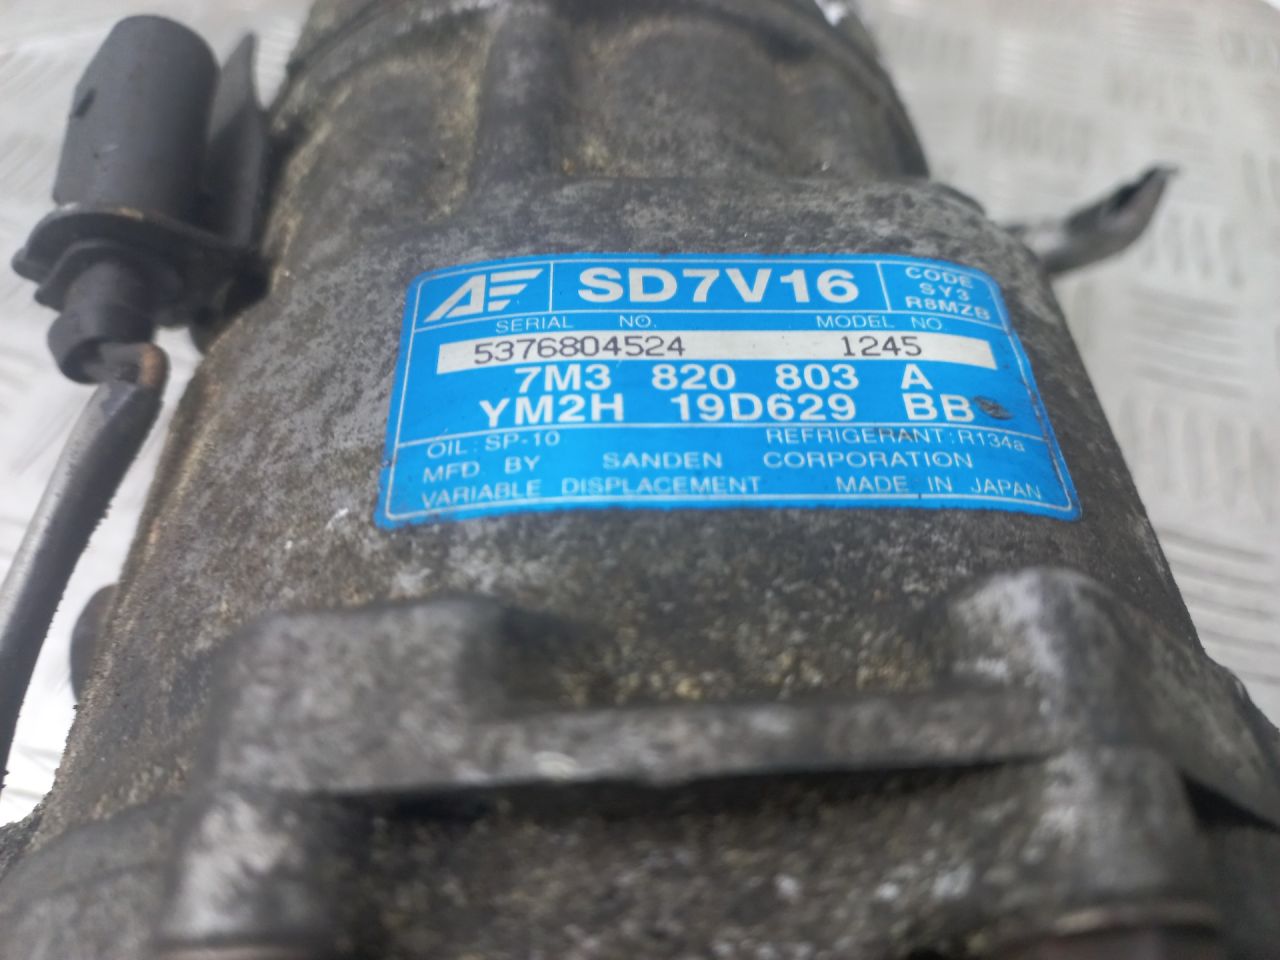 AF SD7V16 CODE
SY3
R8MZB
SERIAL NO. MODEL NO.
5376804524 1245
7M3 820 803 A
YM2H 19D629 BB
OIL: SP-10 REFRIGERANT: R134a
MFD BY SANDEN CORPORATION
VARIABLE DISPLACEMENT MADE IN JAPAN